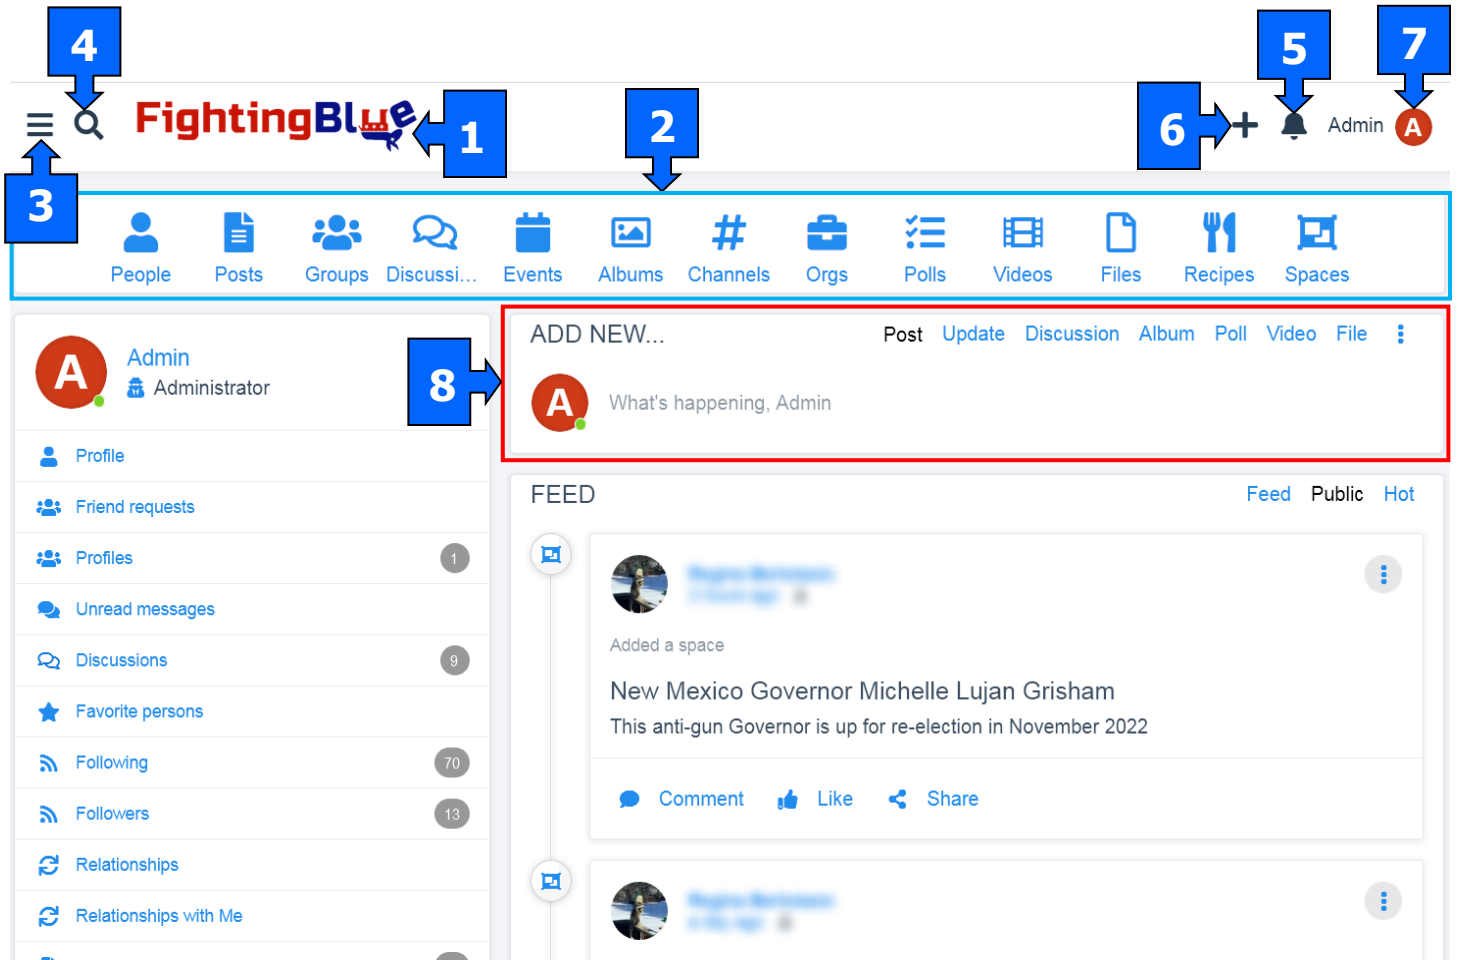 4
5
7
FightingBlue
1
2
6
Admin
A
3
People
Posts
Groups
Discussi...
Events
Albums
Channels
Orgs
Polls
Videos
Files
Recipes
Spaces
A
Admin
Administrator
8
ADD NEW...
Post
Update
Discussion
Album
Poll
Video
File
A
What's happening, Admin
Profile
Friend requests
Profiles
1
Unread messages
Discussions
9
Favorite persons
Following
70
Followers
13
Relationships
Relationships with Me
FEED
Feed
Public
Hot
Added a space
New Mexico Governor Michelle Lujan Grisham
This anti-gun Governor is up for re-election in November 2022
Comment
Like
Share